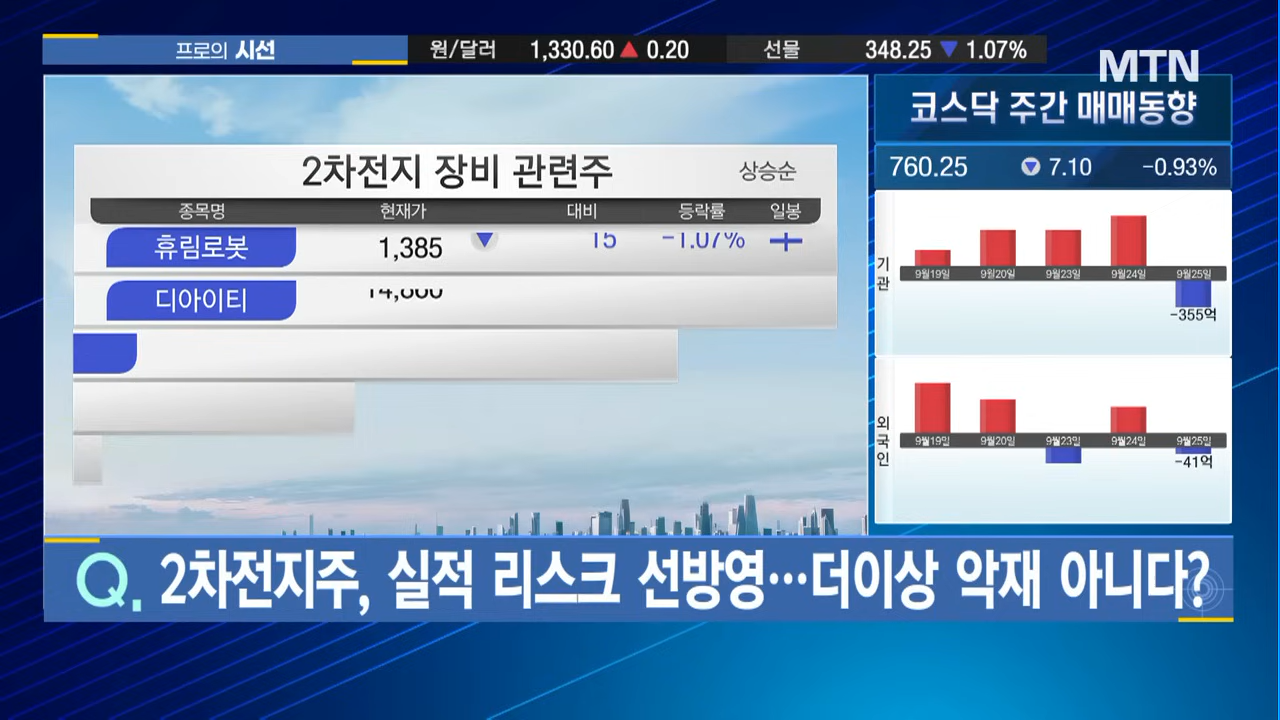 프로의 시선
원/달러 1,330.60 ▲ 0.20 선물 348.25 ▼ 1.07%
MTN
코스닥 주간 매매동향
760.25 ▼ 7.10 -0.93%
2차전지 장비 관련주 상승순
종목명 현재가 대비 등락률 일봉
휴림로봇 1,385 ▼ 15 -1.07%
디아이티
기관
9월19일 9월20일 9월23일 9월24일 9월25일
-355억
외국인
9월19일 9월20일 9월23일 9월24일 9월25일
-41억
Q. 2차전지주, 실적 리스크 선방영…더이상 악재 아니다?